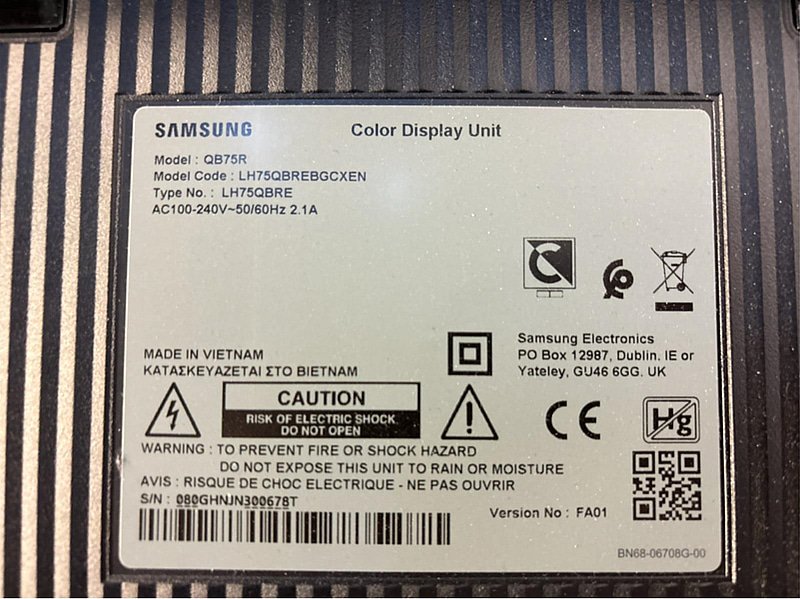 SAMSUNG
Color Display Unit
Model : QB75R
Model Code : LH75QBREBGCXEN
Type No. : LH75QBRE
AC100-240V~50/60Hz 2.1A
MADE IN VIETNAM
ΚΑΤΑΣΚΕΥΑΖΕΤΑΙ ΣΤΟ ΒΙΕΤΝΑΜ
Samsung Electronics
PO Box 12987, Dublin. IE or
Yateley, GU46 6GG. UK
CAUTION
RISK OF ELECTRIC SHOCK
DO NOT OPEN
CE
Hg
WARNING : TO PREVENT FIRE OR SHOCK HAZARD
DO NOT EXPOSE THIS UNIT TO RAIN OR MOISTURE
AVIS : RISQUE DE CHOC ELECTRIQUE - NE PAS OUVRIR
S/N : 080GHNJN300678T
Version No : FA01
BN68-06708G-00